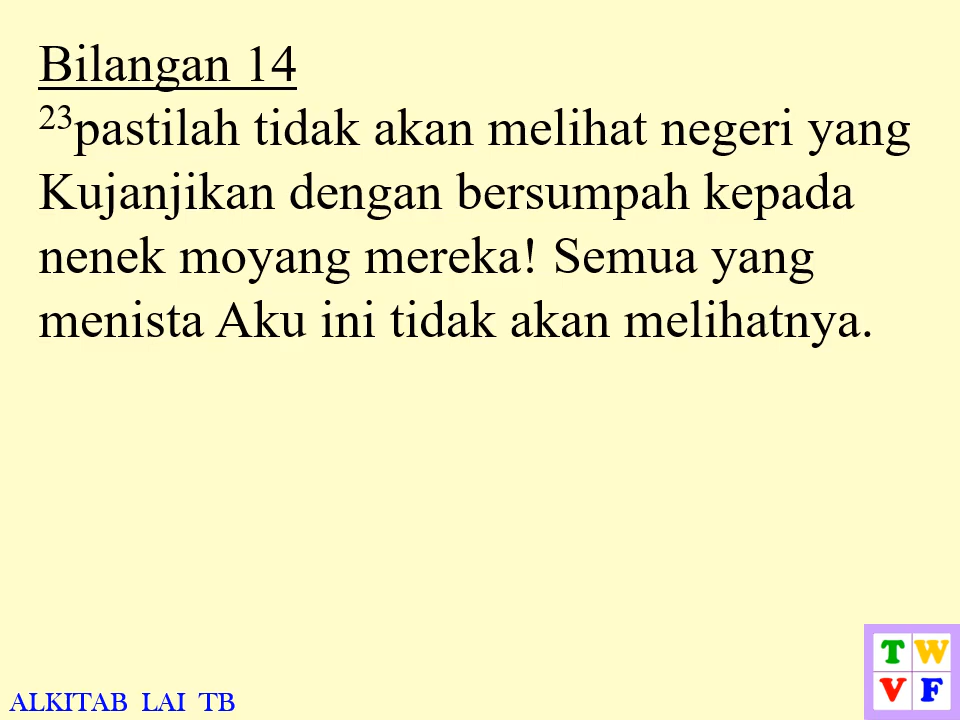 Bilangan 14
23pastilah tidak akan melihat negeri yang
Kujanjikan dengan bersumpah kepada
nenek moyang mereka! Semua yang
menista Aku ini tidak akan melihatnya.
T W
V F
ALKITAB LAI TB